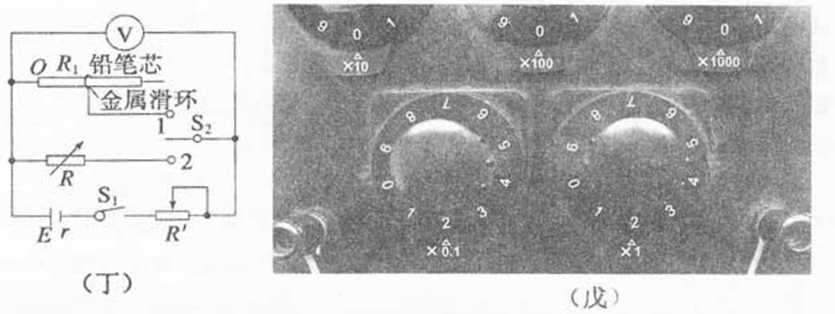 V
O R₁ 铅笔芯
金属滑环
1
S₂
R 2
S₁
E r R′
（丁）
9 0 1 9 0 1 9 0 1
×10 ×100 ×1000
7 7
8 6 8 6
9 5 9 5
0 4 0 4
1 3 1 3
2 2
×0.1 ×1
（戊）